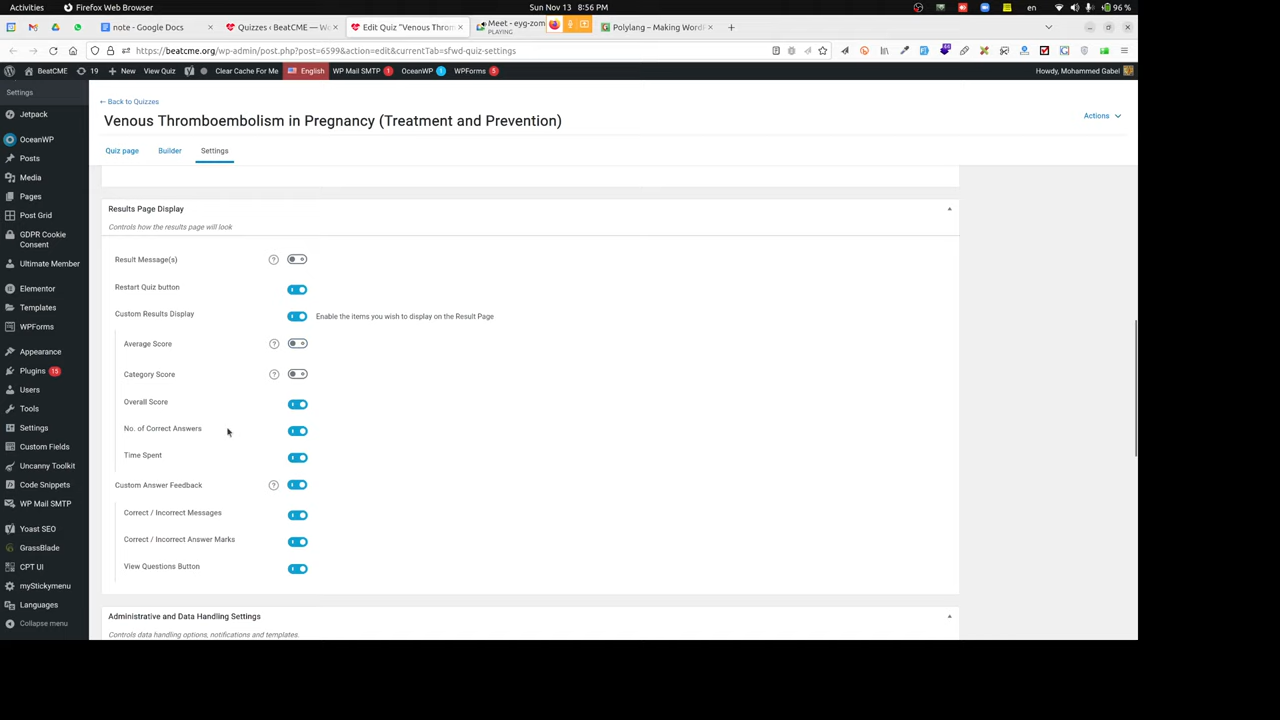 Activities
Firefox Web Browser
Sun Nov 13 8:56 PM
en
96 %
note - Google Docs
Quizzes ‹ BeatCME — W
Edit Quiz "Venous Throm
Meet - eyg-zom
PLAYING
Polylang – Making Word
https://beatcme.org/wp-admin/post.php?post=6599&action=edit&currentTab=sfwd-quiz-settings
BeatCME
19
New
View Quiz
Clear Cache For Me
English
WP Mail SMTP 1
OceanWP 1
WPForms 5
Howdy, Mohammed Gabel
Settings
Jetpack
OceanWP
Posts
Media
Pages
Post Grid
GDPR Cookie
Consent
Ultimate Member
Elementor
Templates
WPForms
Appearance
Plugins 15
Users
Tools
Settings
Custom Fields
Uncanny Toolkit
Code Snippets
WP Mail SMTP
Yoast SEO
GrassBlade
CPT UI
myStickymenu
Languages
Collapse menu
← Back to Quizzes
Venous Thromboembolism in Pregnancy (Treatment and Prevention)
Actions
Quiz page
Builder
Settings
Results Page Display
Controls how the results page will look
Result Message(s)
Restart Quiz button
Custom Results Display
Enable the items you wish to display on the Result Page
Average Score
Category Score
Overall Score
No. of Correct Answers
Time Spent
Custom Answer Feedback
Correct / Incorrect Messages
Correct / Incorrect Answer Marks
View Questions Button
Administrative and Data Handling Settings
Controls data handling options, notifications and templates.